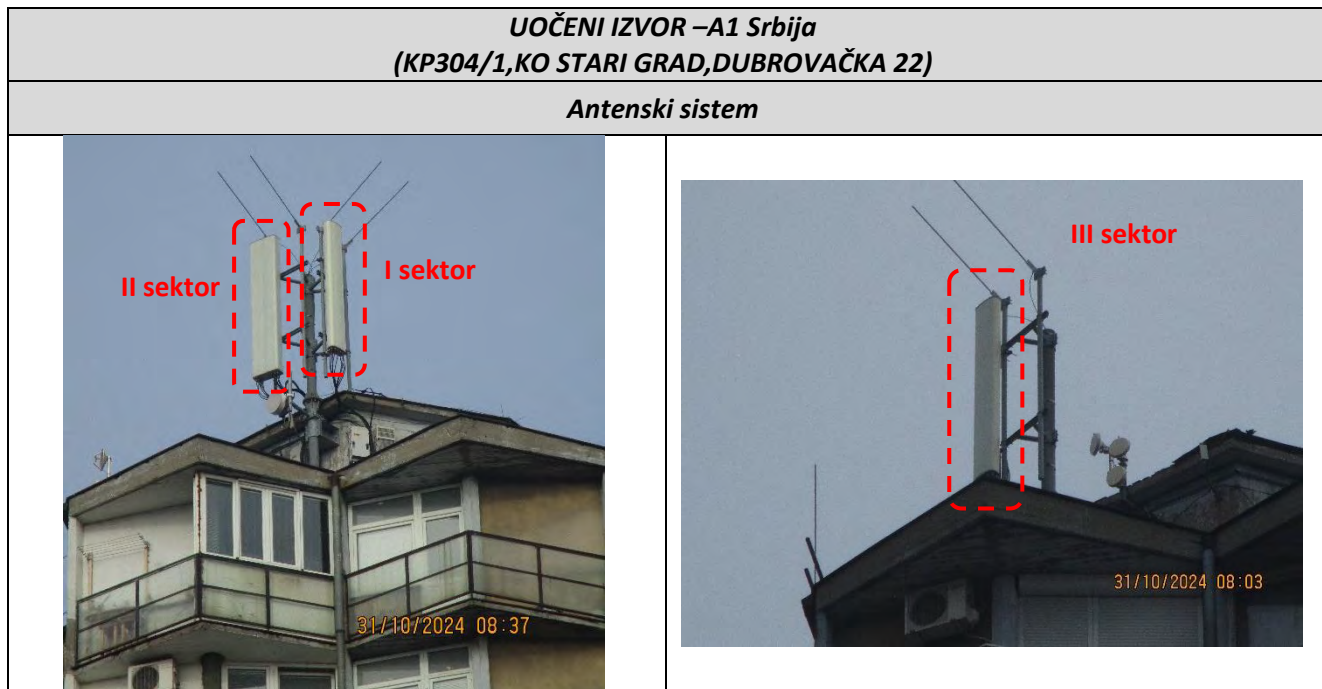 UOČENI IZVOR –A1 Srbija
(KP304/1,KO STARI GRAD,DUBROVAČKA 22)
Antenski sistem
II sektor
I sektor
31/10/2024 08:37
III sektor
31/10/2024 08:03